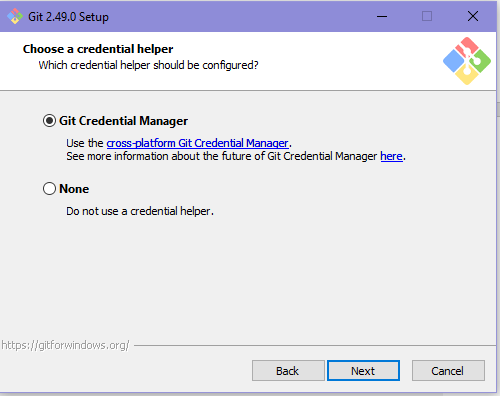 Git 2.49.0 Setup
Choose a credential helper
Which credential helper should be configured?
Git Credential Manager
Use the cross-platform Git Credential Manager.
See more information about the future of Git Credential Manager here.
None
Do not use a credential helper.
https://gitforwindows.org/
Back
Next
Cancel